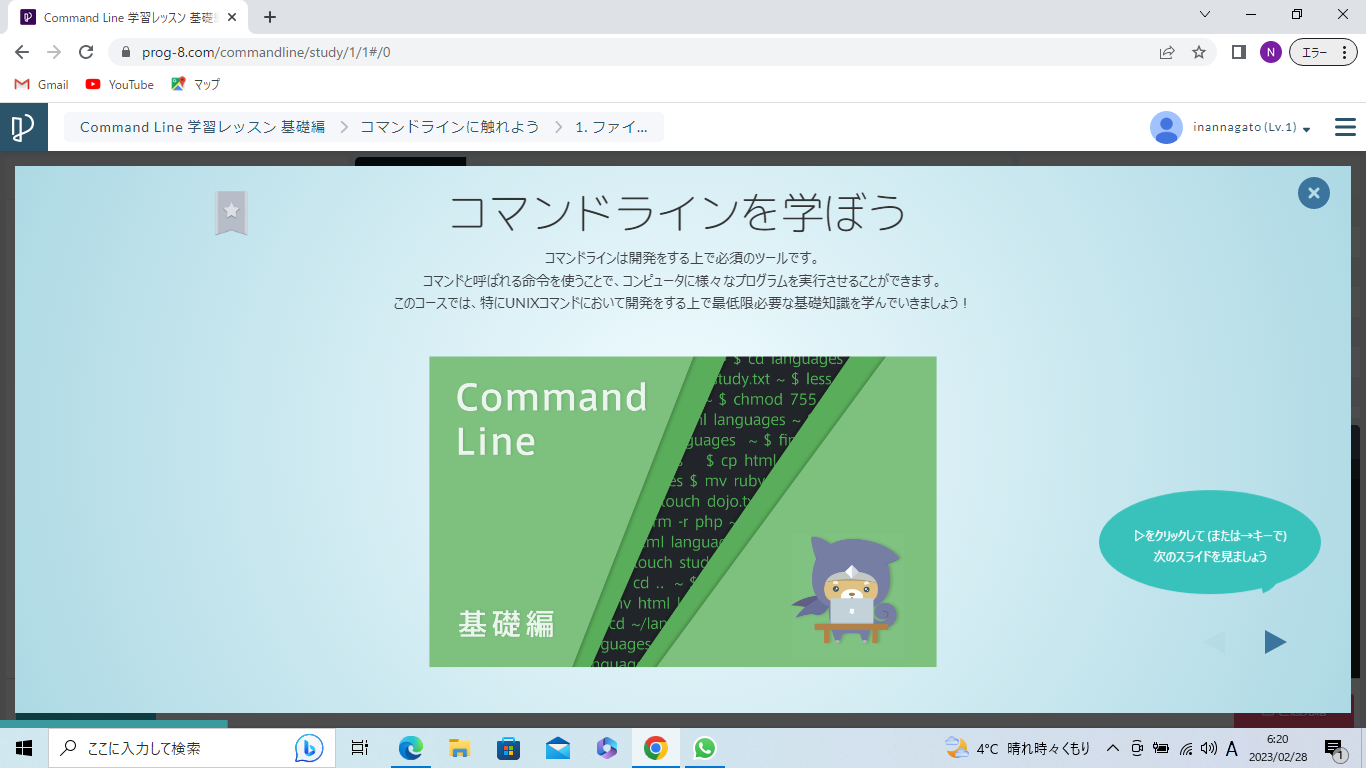 Command Line 学習レッスン 基礎
prog-8.com/commandline/study/1/1#/0
N
エラー
Gmail
YouTube
マップ
Command Line 学習レッスン 基礎編
コマンドラインに触れよう
1. ファイ...
inannagato (Lv.1)
コマンドラインを学ぼう
コマンドラインは開発をする上で必須のツールです。
コマンドと呼ばれる命令を使うことで、コンピュータに様々なプログラムを実行させることができます。
このコースでは、特にUNIXコマンドにおいて開発をする上で最低限必要な基礎知識を学んでいきましょう！
Command
Line
$ cd languages
study.txt ~ $ less
~ $ chmod 755
ml languages ~
guages ~ $ fin
s $ cp html
es $ mv ruby
touch dojo.tx
rm -r php ~
ml languag
touch stud
cd .. ~ $
mv html l
cd ~/lan
guages
nguag
基礎編
▷をクリックして (または→キーで)
次のスライドを見ましょう
ここに入力して検索
4°C 晴れ時々くもり
A
6:20
2023/02/28
1